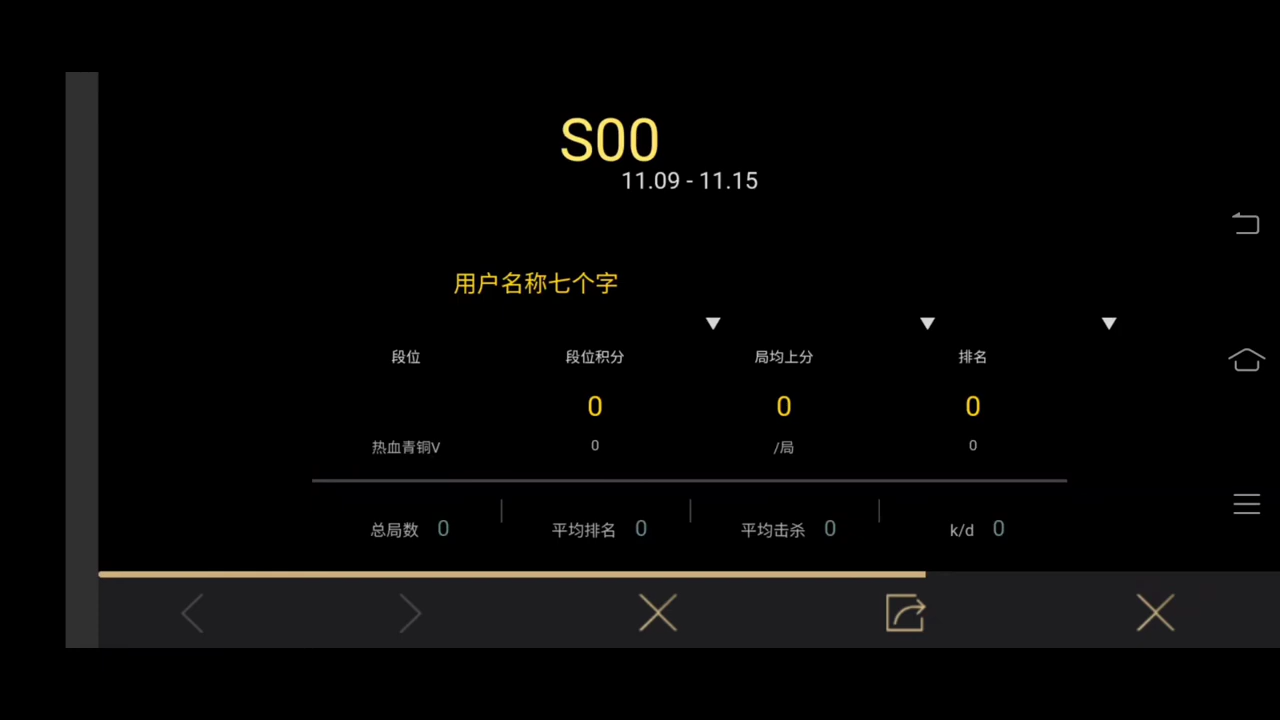 S00
11.09 - 11.15
用户名称七个字
段位 段位积分 局均上分 排名
0 0 0
热血青铜V 0 /局 0
总局数 0 平均排名 0 平均击杀 0 k/d 0